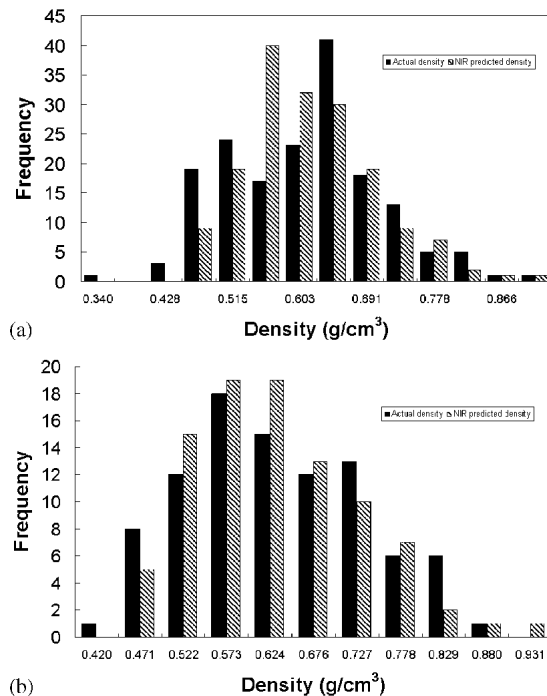 45
40
35
30
25
20
15
10
5
0
Frequency
Actual density NIR predicted density
0.340 0.428 0.515 0.603 0.691 0.778 0.866
Density (g/cm³)
(a)
20
18
16
14
12
10
8
6
4
2
0
Frequency
Actual density NIR predicted density
0.420 0.471 0.522 0.573 0.624 0.676 0.727 0.778 0.829 0.880 0.931
Density (g/cm³)
(b)